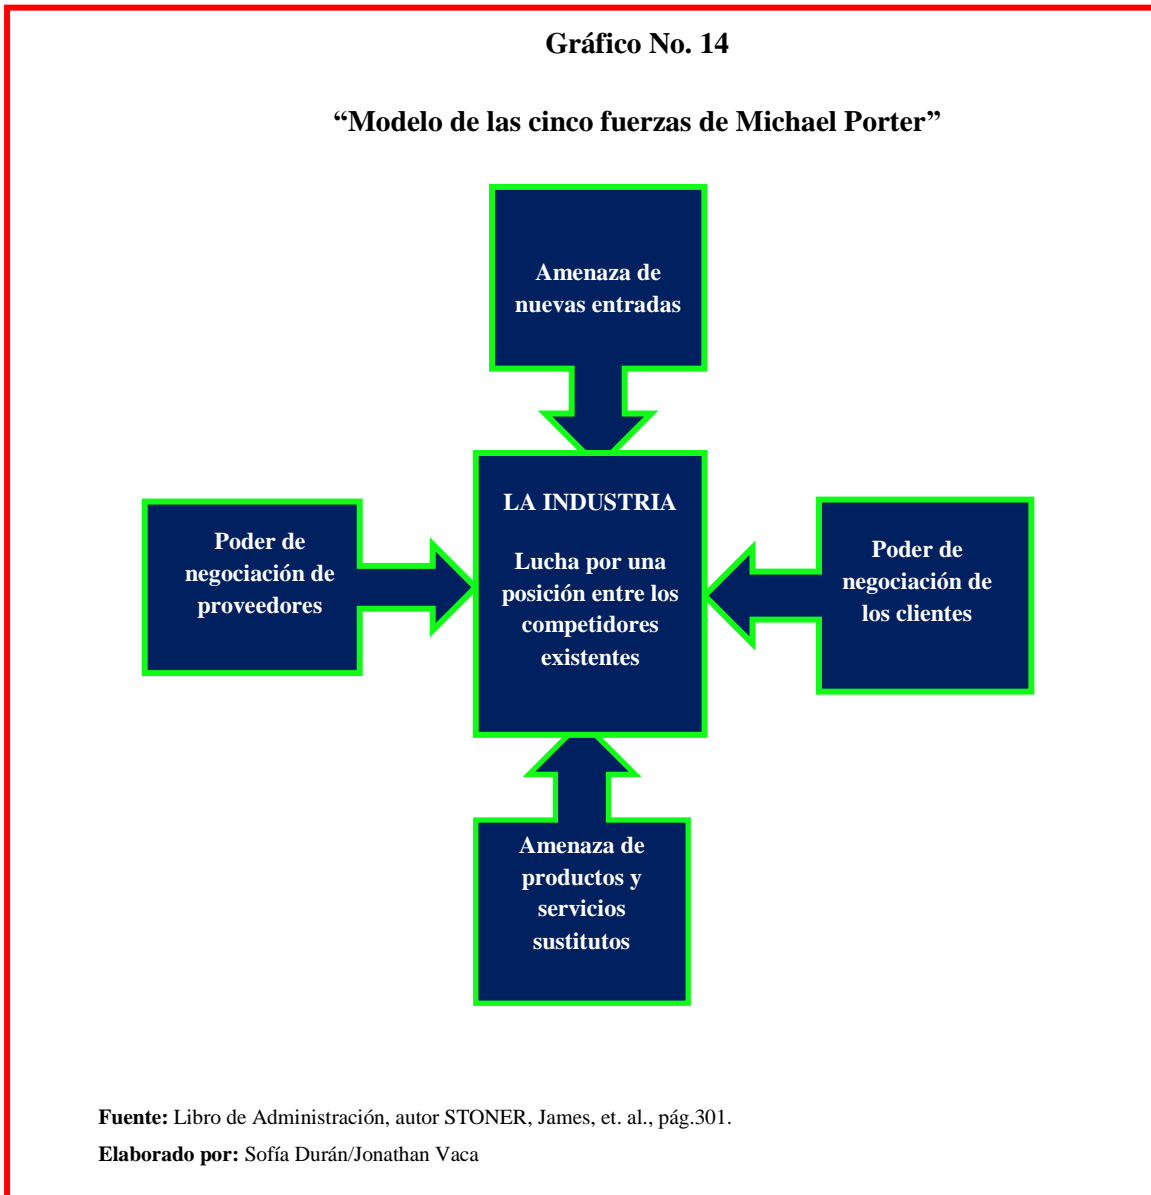 Gráfico No. 14
“Modelo de las cinco fuerzas de Michael Porter”
Amenaza de
nuevas entradas
Poder de
negociación de
proveedores
LA INDUSTRIA
Lucha por una
posición entre los
competidores
existentes
Poder de
negociación de
los clientes
Amenaza de
productos y
servicios
sustitutos
Fuente: Libro de Administración, autor STONER, James, et. al., pág.301.
Elaborado por: Sofía Durán/Jonathan Vaca